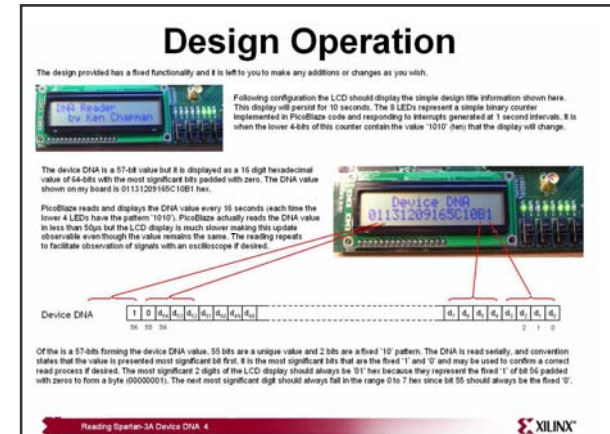 Design Operation
The design provided has a fixed functionality and it is left to you to make any additions or changes as you wish.
DNA Reader
by Ken Chapman
Following configuration the LCD should display the simple design title information shown here.
This display will persist for 10 seconds. The 8 LEDs represent a simple binary counter
implemented in PicoBlaze code and responding to interrupts generated at 1 second intervals. It is
when the lower 4-bits of this counter contain the value '1010' (ten) that the display will change.
The device DNA is a 57-bit value but it is displayed as a 16 digit hexadecimal
value of 64-bits with the most significant bits padded with zero. The DNA value
shown on my board is 01131209165C10B1 hex.
PicoBlaze reads and displays the DNA value every 16 seconds (each time the
lower 4 LEDs have the pattern '1010'). PicoBlaze actually reads the DNA value
in less than 50µs but the LCD display is much slower making this update
observable even though the value remains the same. The reading repeats
to facilitate observation of signals with an oscilloscope if desired.
Device DNA
01131209165C10B1
Device DNA 1 0 d54 d53 d52 d51 d50 d49 d48 d7 d6 d5 d4 d3 d2 d1 d0
56 55 54 2 1 0
Of the is a 57-bits forming the device DNA value, 55 bits are a unique value and 2 bits are a fixed '10' pattern. The DNA is read serially, and convention
states that the value is presented most significant bit first. It is the most significant bits that are the fixed '1' and '0' and may be used to confirm a correct
read process if desired. The most significant 2 digits of the LCD display should always be '01' hex because they represent the fixed '1' of bit 56 padded
with zeros to form a byte (00000001). The next most significant digit should always fall in the range 0 to 7 hex since bit 55 should always be the fixed '0'.
Reading Spartan-3A Device DNA 4
XILINX